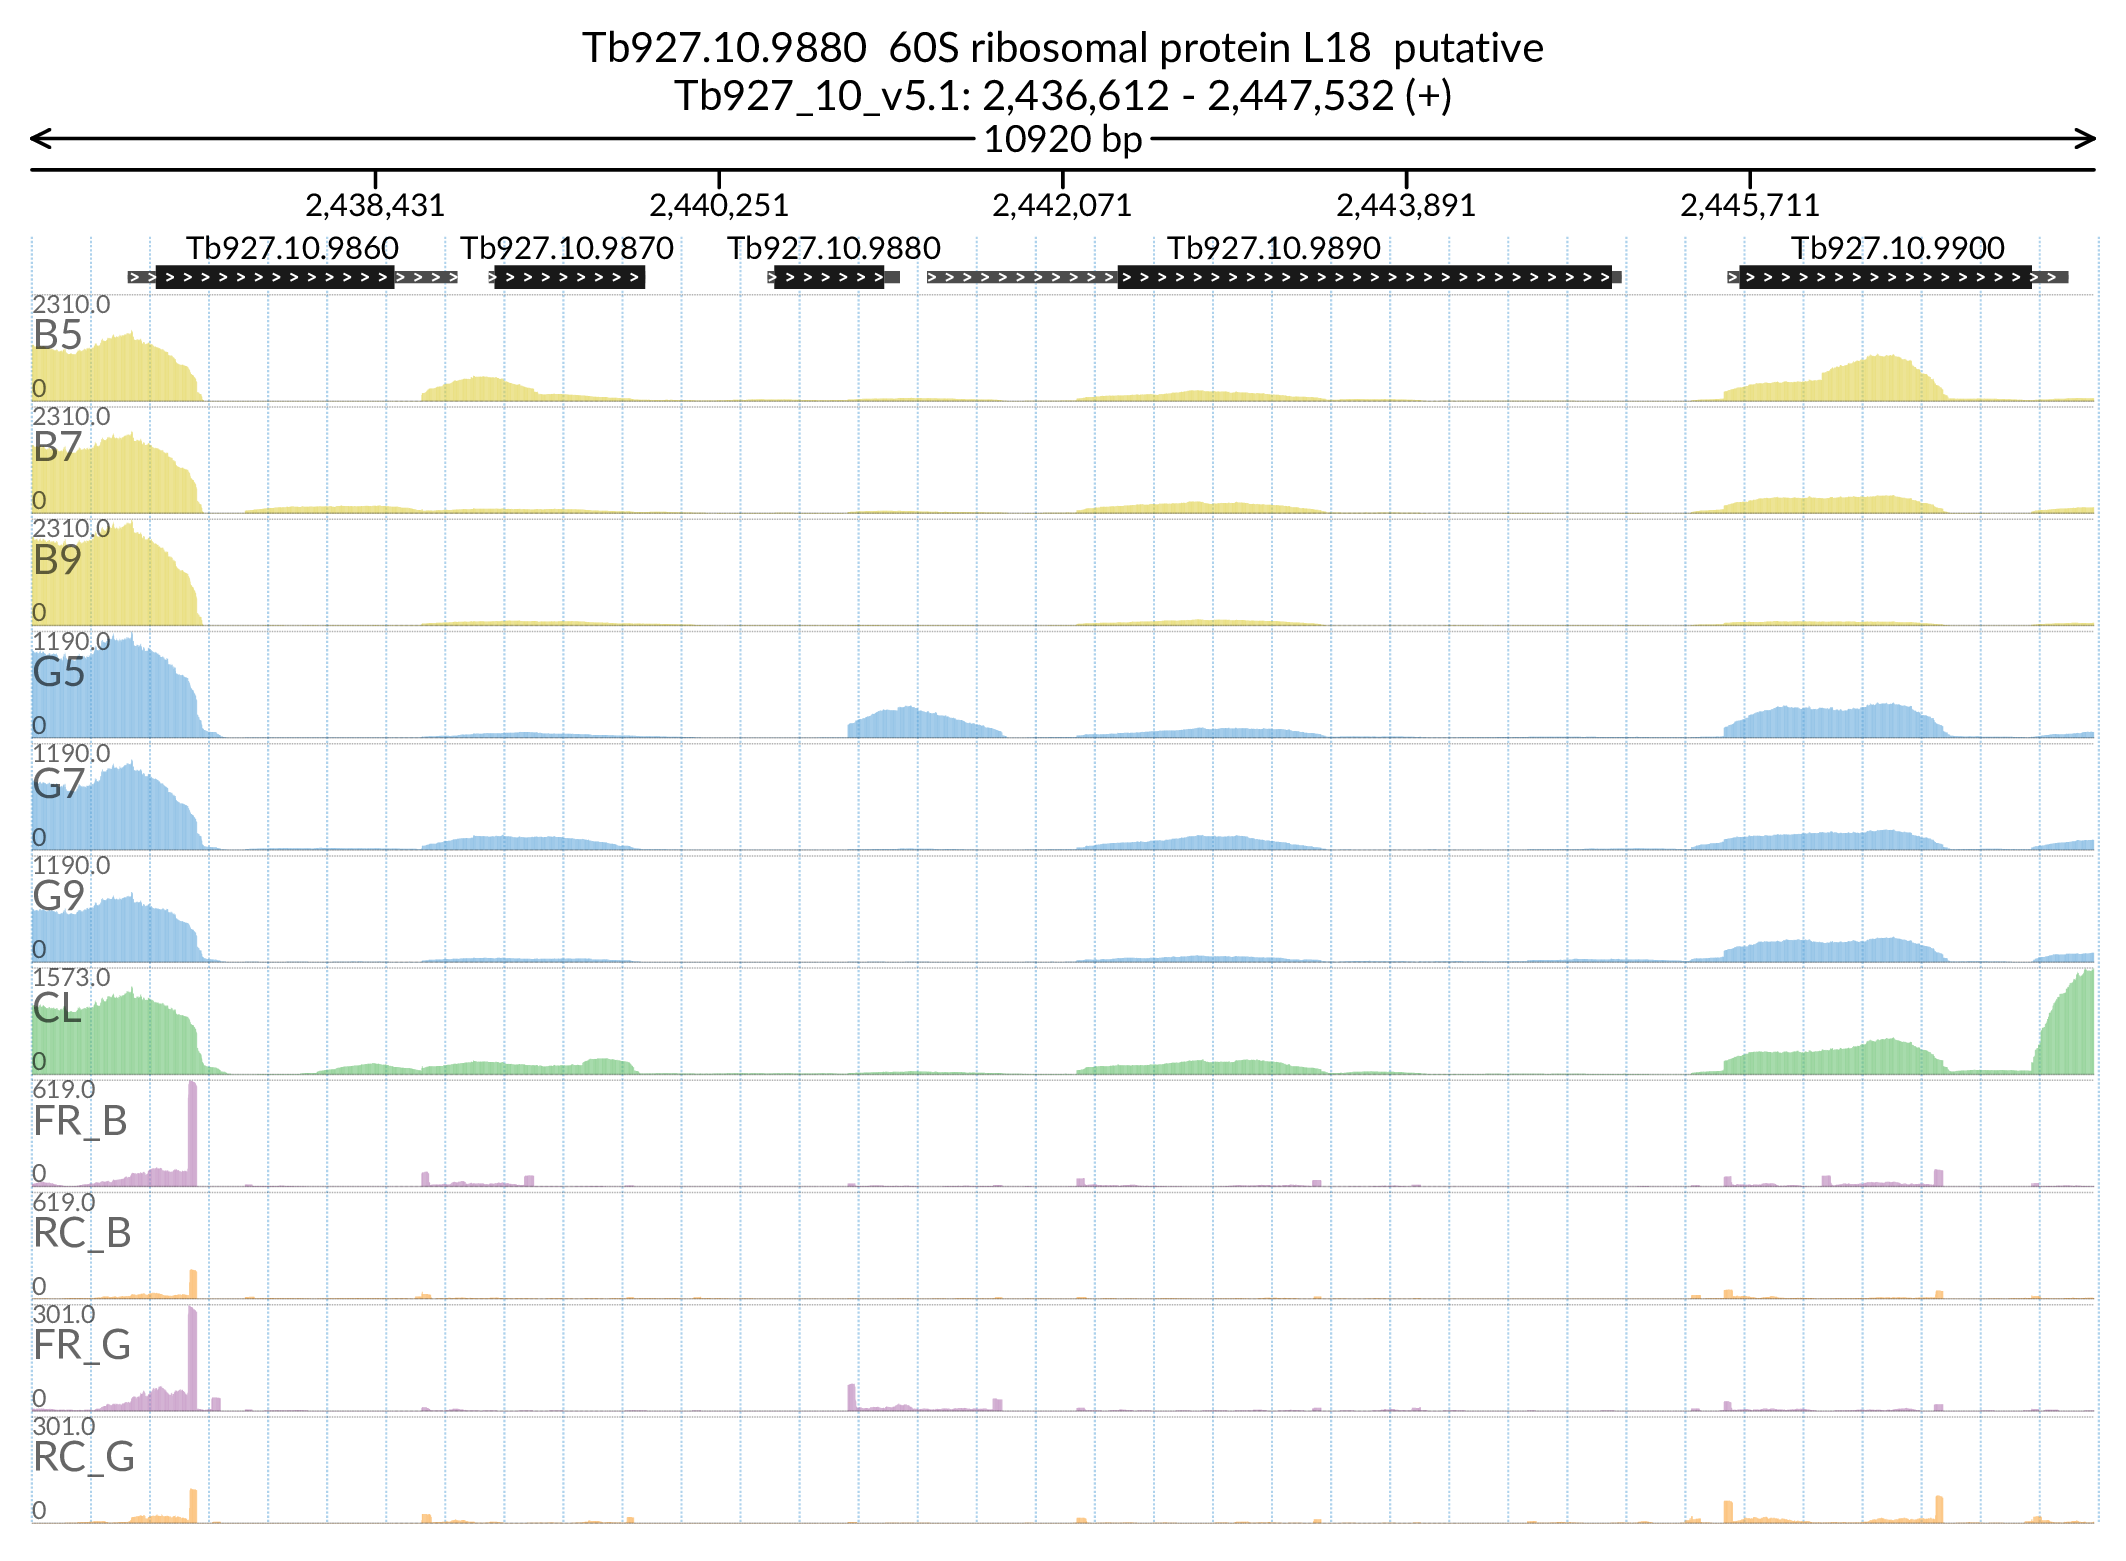 Tb927.10.9880 60S ribosomal protein L18 putative
Tb927_10_v5.1: 2,436,612 - 2,447,532 (+)
10920 bp
2,438,431 2,440,251 2,442,071 2,443,891 2,445,711
Tb927.10.9860 Tb927.10.9870 Tb927.10.9880 Tb927.10.9890 Tb927.10.9900
2310.0
B5
0
2310.0
B7
0
2310.0
B9
0
1190.0
G5
0
1190.0
G7
0
1190.0
G9
0
1573.0
CL
0
619.0
FR_B
0
619.0
RC_B
0
301.0
FR_G
0
301.0
RC_G
0